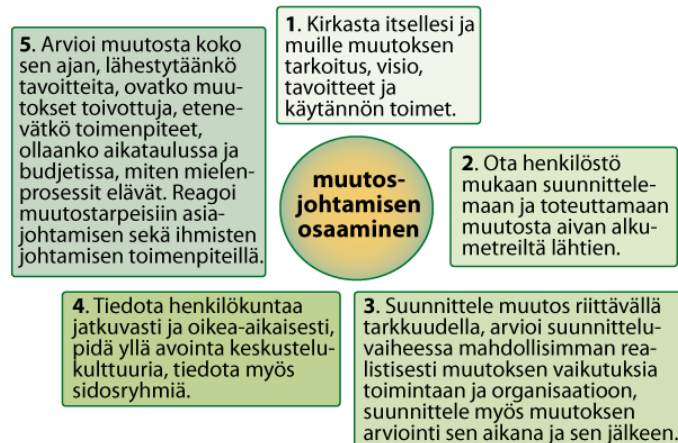 1. Kirkasta itsellesi ja
muille muutoksen
tarkoitus, visio,
tavoitteet ja
käytännön toimet.
2. Ota henkilöstö
mukaan suunnittele-
maan ja toteuttamaan
muutosta aivan alku-
metreiltä lähtien.
3. Suunnittele muutos riittävällä
tarkkuudella, arvioi suunnittelu-
vaiheessa mahdollisimman rea-
listisesti muutoksen vaikutuksia
toimintaan ja organisaatioon,
suunnittele myös muutoksen
arviointi sen aikana ja sen jälkeen.
4. Tiedota henkilökuntaa
jatkuvasti ja oikea-aikaisesti,
pidä yllä avointa keskustelu-
kulttuuria, tiedota myös
sidosryhmiä.
5. Arvioi muutosta koko
sen ajan, lähestytäänkö
tavoitteita, ovatko muu-
tokset toivottuja, etene-
vätkö toimenpiteet,
ollaanko aikataulussa ja
budjetissa, miten mielen-
prosessit elävät. Reagoi
muutostarpeisiin asia-
johtamisen sekä ihmisten
johtamisen toimenpiteillä.
muutos-
johtamisen
osaaminen